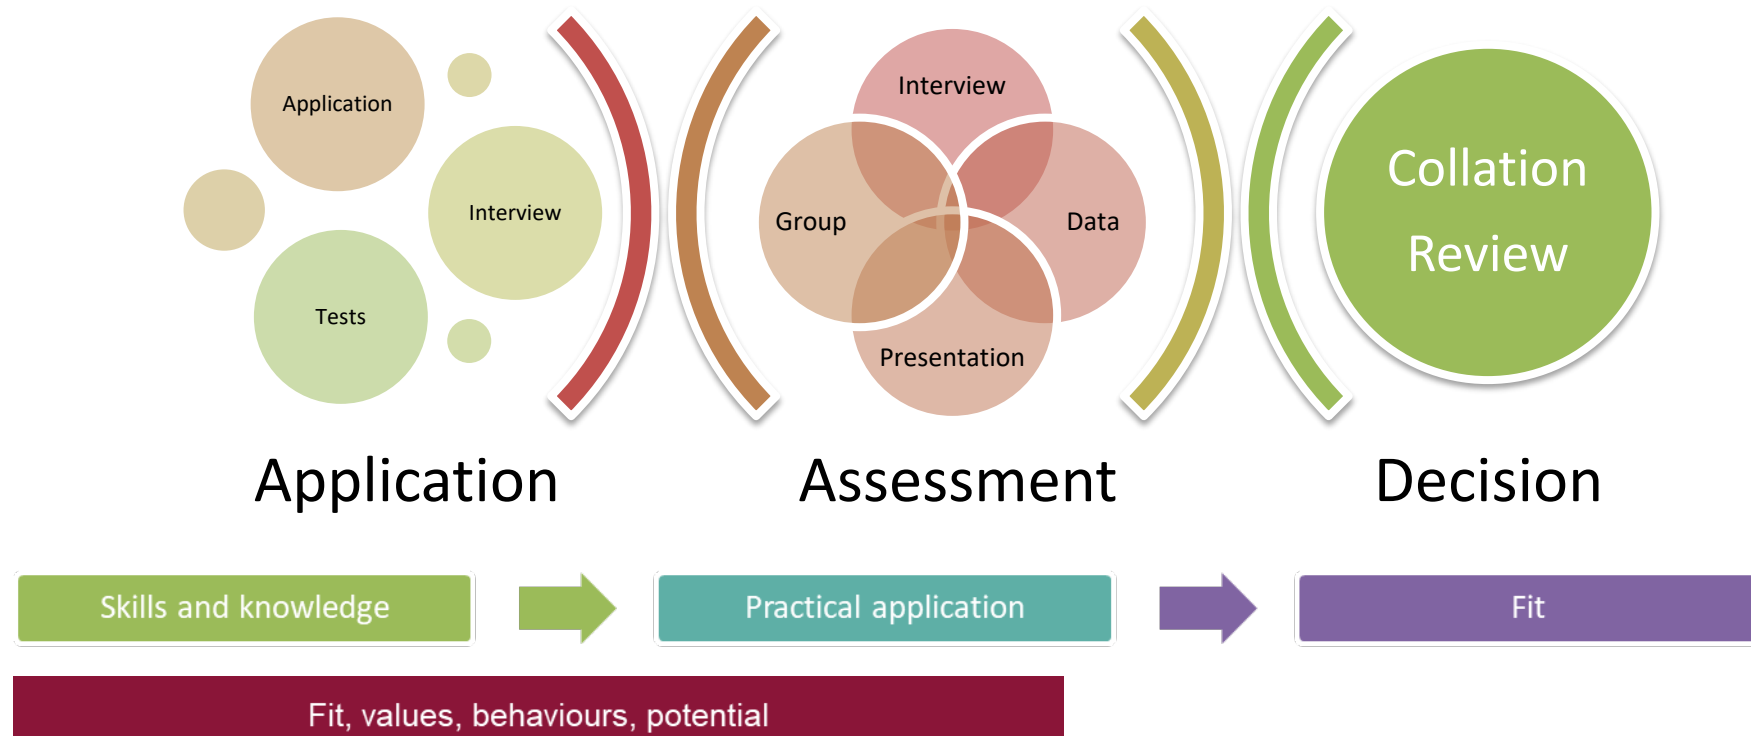 Application
Interview
Tests
Interview
Group
Data
Presentation
Collation
Review
Application
Assessment
Decision
Skills and knowledge
Practical application
Fit
Fit, values, behaviours, potential